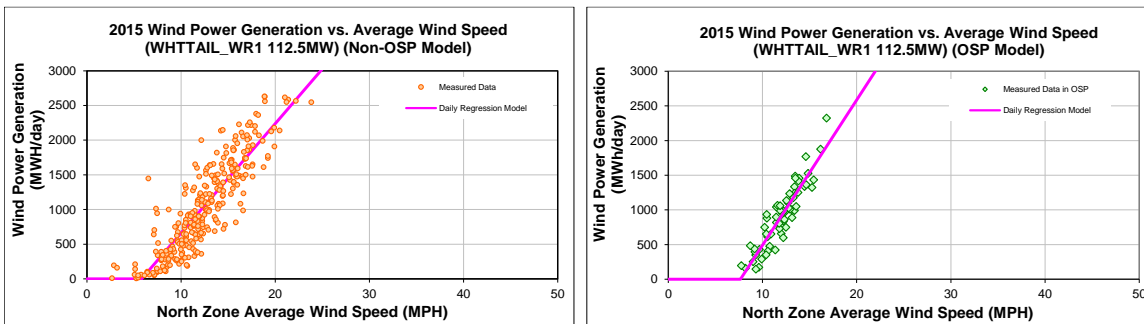 2015 Wind Power Generation vs. Average Wind Speed
(WHTTAIL_WR1 112.5MW) (Non-OSP Model)
Wind Power Generation
(MWH/day)
3000
2500
2000
1500
1000
500
0
Measured Data
Daily Regression Model
0 10 20 30 40 50
North Zone Average Wind Speed (MPH)
2015 Wind Power Generation vs. Average Wind Speed
(WHTTAIL_WR1 112.5MW) (OSP Model)
Wind Power Generation
(MWh/day)
3000
2500
2000
1500
1000
500
0
Measured Data in OSP
Daily Regression Model
0 10 20 30 40 50
North Zone Average Wind Speed (MPH)